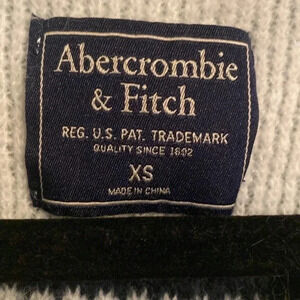 Abercrombie
& Fitch
REG. U.S. PAT. TRADEMARK
QUALITY SINCE 1892
XS
MADE IN CHINA